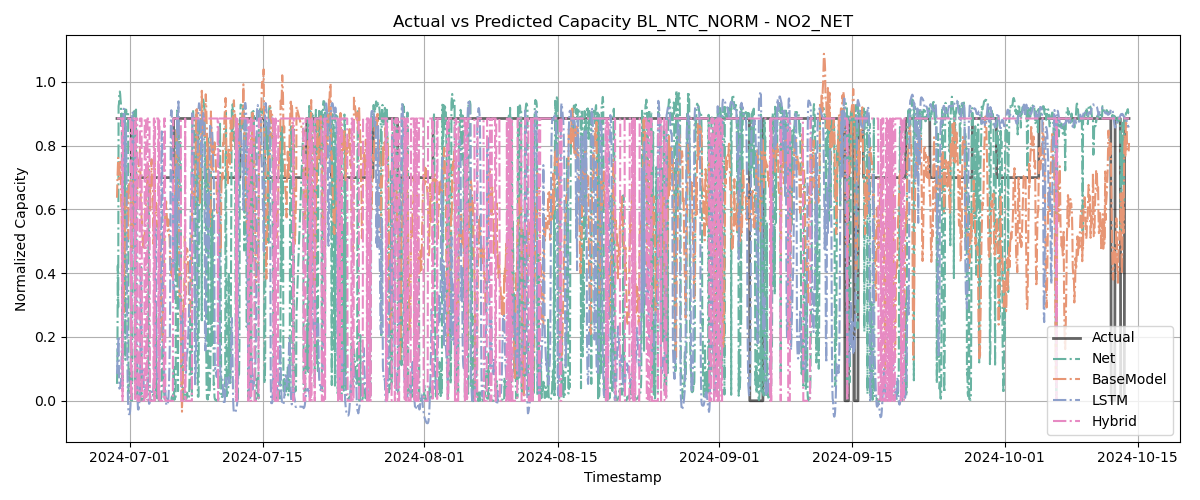 Actual vs Predicted Capacity BL_NTC_NORM - NO2_NET
Normalized Capacity
1.0
0.8
0.6
0.4
0.2
0.0
Actual
Net
BaseModel
LSTM
Hybrid
2024-07-01
2024-07-15
2024-08-01
2024-08-15
2024-09-01
2024-09-15
2024-10-01
2024-10-15
Timestamp